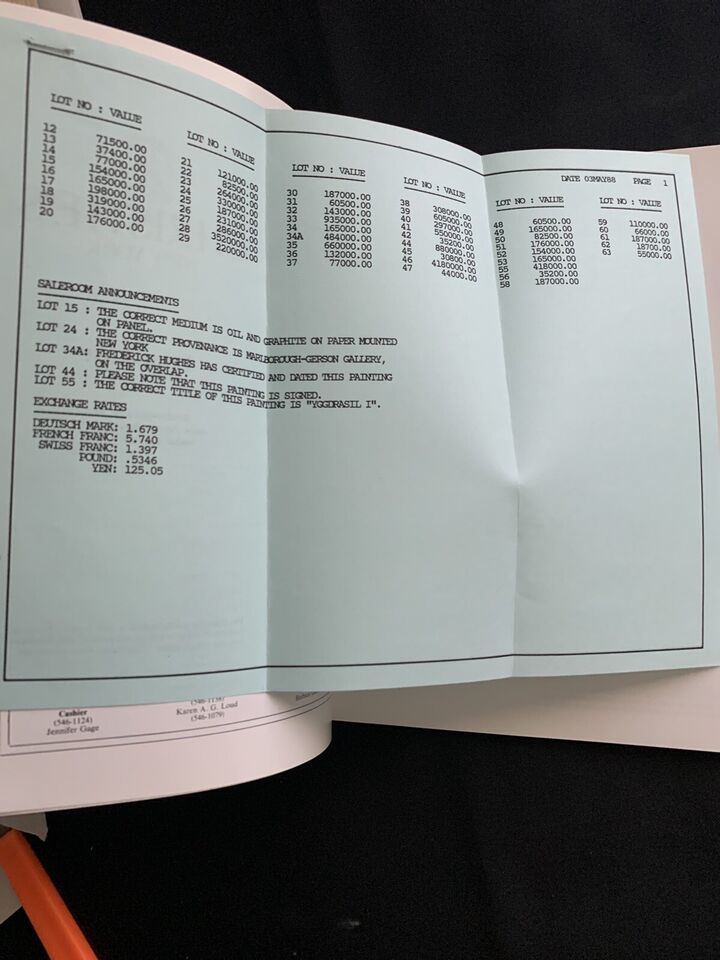 DATE 03MAY88 PAGE 1
LOT NO : VALUE
12 71500.00
13 37400.00
14 77000.00
15 154000.00
16 165000.00
17 198000.00
18 319000.00
19 143000.00
20 176000.00
LOT NO : VALUE
21 121000.00
22 82500.00
23 264000.00
24 330000.00
25 187000.00
26 231000.00
27 286000.00
28 3520000.00
29 220000.00
LOT NO : VALUE
30 187000.00
31 60500.00
32 143000.00
33 935000.00
34 165000.00
34A 484000.00
35 660000.00
36 132000.00
37 77000.00
LOT NO : VALUE
38 308000.00
39 605000.00
40 297000.00
41 550000.00
42 35200.00
44 880000.00
45 30800.00
46 4180000.00
47 44000.00
LOT NO : VALUE
48 60500.00
49 165000.00
50 82500.00
51 176000.00
52 154000.00
53 165000.00
55 418000.00
56 35200.00
58 187000.00
LOT NO : VALUE
59 110000.00
60 66000.00
61 187000.00
62 18700.00
63 55000.00
SALEROOM ANNOUNCEMENTS
LOT 15 : THE CORRECT MEDIUM IS OIL AND GRAPHITE ON PAPER MOUNTED
ON PANEL.
LOT 24 : THE CORRECT PROVENANCE IS MARLBOROUGH-GERSON GALLERY,
NEW YORK
LOT 34A: FREDERICK HUGHES HAS CERTIFIED AND DATED THIS PAINTING
ON THE OVERLAP.
LOT 44 : PLEASE NOTE THAT THIS PAINTING IS SIGNED.
LOT 55 : THE CORRECT TITLE OF THIS PAINTING IS "YGGDRASIL I".
EXCHANGE RATES
DEUTSCH MARK: 1.679
FRENCH FRANC: 5.740
SWISS FRANC: 1.397
POUND: .5346
YEN: 125.05
Cashier
(546-1124)
Jennifer Gage
(546-1138)
Karen A. G. Loud
(546-1079)